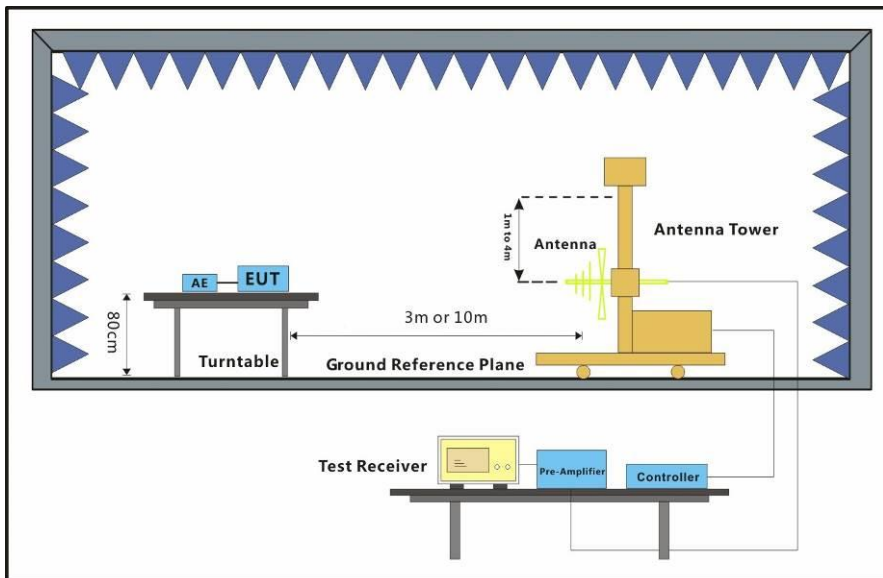 1m to 4m
Antenna
Antenna Tower
AE
EUT
80cm
3m or 10m
Turntable
Ground Reference Plane
Test Receiver
Pre-Amplifier
Controller